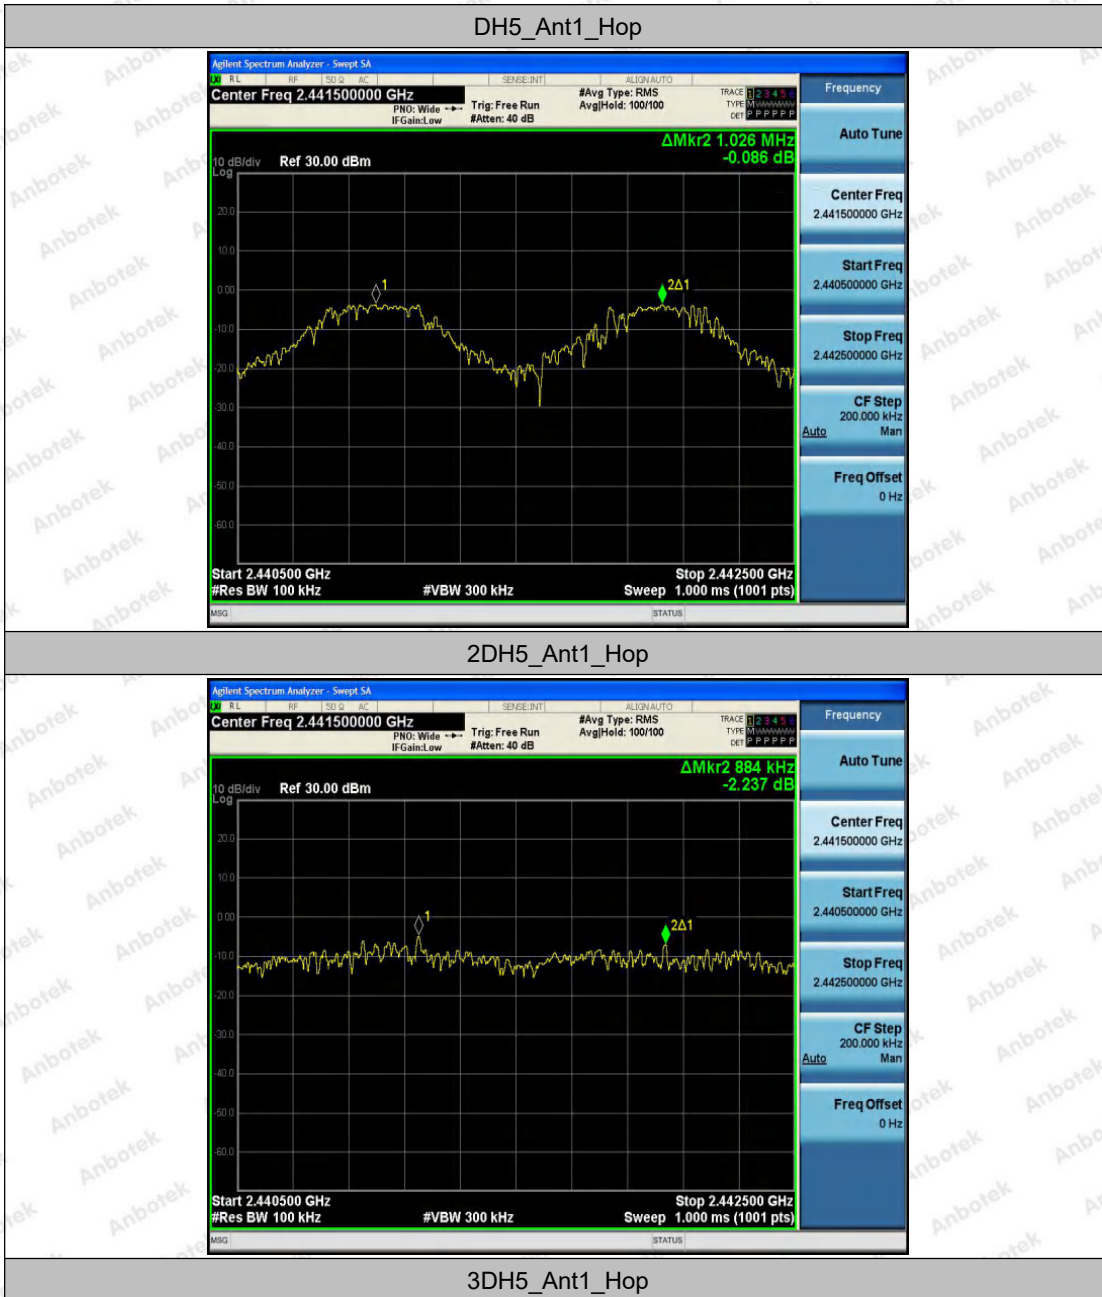 DH5_Ant1_Hop
Agilent Spectrum Analyzer - Swept SA
RL RF 50 Ω AC SENSE:INT ALIGNAUTO
Center Freq 2.441500000 GHz
PNO: Wide
IFGain:Low
Trig: Free Run
#Atten: 40 dB
#Avg Type: RMS
Avg|Hold: 100/100
TRACE 1 2 3 4 5 6
TYPE M
DET P P P P P P
ΔMkr2 1.026 MHz
-0.086 dB
10 dB/div Ref 30.00 dBm
Log
20.0
10.0
0.00
-10.0
-20.0
-30.0
-40.0
-60.0
1
2Δ1
Start 2.440500 GHz
Stop 2.442500 GHz
#Res BW 100 kHz
#VBW 300 kHz
Sweep 1.000 ms (1001 pts)
MSG
STATUS
Frequency
Auto Tune
Center Freq
2.441500000 GHz
Start Freq
2.440500000 GHz
Stop Freq
2.442500000 GHz
CF Step
200.000 kHz
Auto Man
Freq Offset
0 Hz
2DH5_Ant1_Hop
Agilent Spectrum Analyzer - Swept SA
RL RF 50 Ω AC SENSE:INT ALIGNAUTO
Center Freq 2.441500000 GHz
PNO: Wide
IFGain:Low
Trig: Free Run
#Atten: 40 dB
#Avg Type: RMS
Avg|Hold: 100/100
TRACE 1 2 3 4 5 6
TYPE M
DET P P P P P P
ΔMkr2 884 kHz
-2.237 dB
10 dB/div Ref 30.00 dBm
Log
20.0
10.0
0.00
-10.0
-20.0
-30.0
-40.0
-50.0
-60.0
1
2Δ1
Start 2.440500 GHz
Stop 2.442500 GHz
#Res BW 100 kHz
#VBW 300 kHz
Sweep 1.000 ms (1001 pts)
MSG
STATUS
Frequency
Auto Tune
Center Freq
2.441500000 GHz
Start Freq
2.440500000 GHz
Stop Freq
2.442500000 GHz
CF Step
200.000 kHz
Auto Man
Freq Offset
0 Hz
3DH5_Ant1_Hop
Anbotek